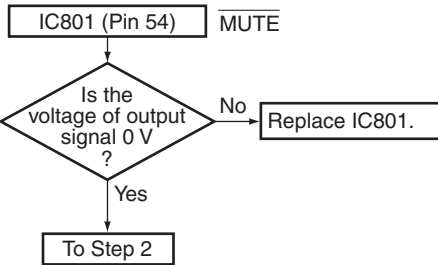 IC801 (Pin 54) MUTE
Is the
voltage of output
signal 0 V
?
No
Replace IC801.
Yes
To Step 2